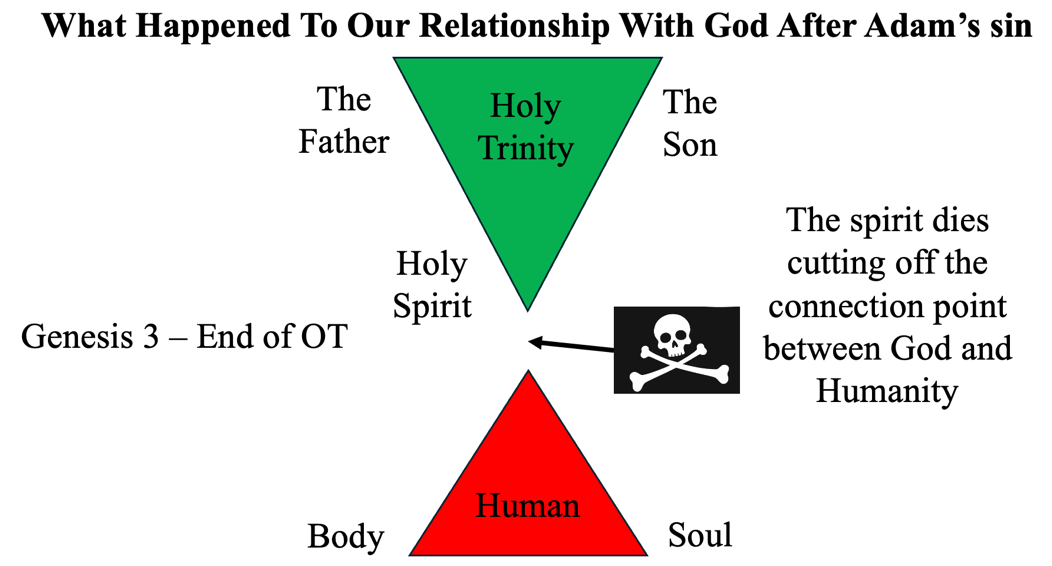 What Happened To Our Relationship With God After Adam's sin
The
Father
Holy
Trinity
The
Son
Holy
Spirit
The spirit dies
cutting off the
connection point
between God and
Humanity
Genesis 3 – End of OT
Human
Body
Soul